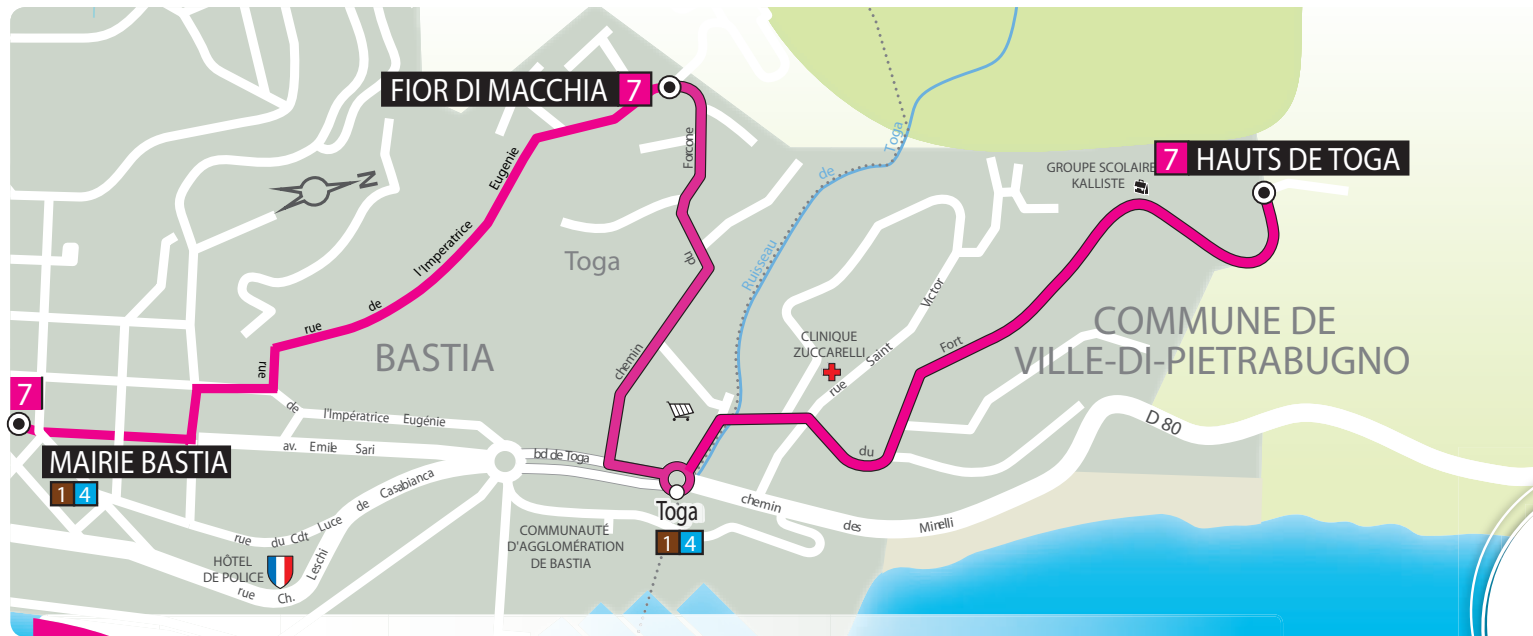 FIOR DI MACCHIA 7
7 HAUTS DE TOGA
GROUPE SCOLAIRE
KALLISTE
N
Eugenie
l'Imperatrice
de
rue
rue
Forcone
du
chemin
Toga
de
Ruisseau
Toga
BASTIA
CLINIQUE
ZUCCARELLI
Victor
Saint
rue
Fort
du
COMMUNE DE
VILLE-DI-PIETRABUGNO
D 80
7
MAIRIE BASTIA
1 4
de l'Impératrice Eugénie
av. Emile Sari
bd de Toga
Toga
1 4
chemin des Minelli
rue du Cdt Luce de Casabianca
HÔTEL
DE POLICE
rue Ch. Leschi
COMMUNAUTÉ
D'AGGLOMÉRATION
DE BASTIA